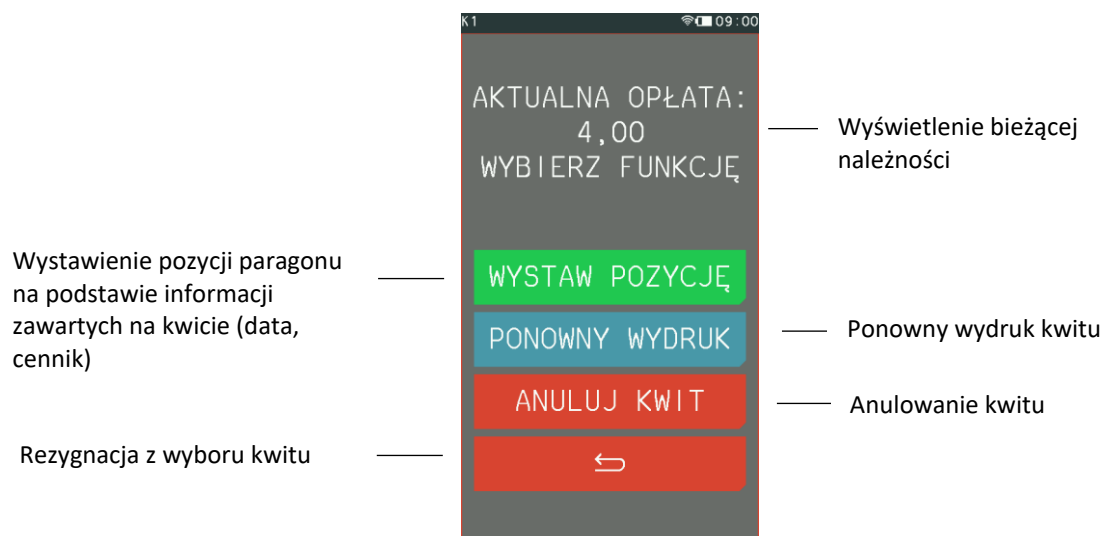 K1 09:00
AKTUALNA OPŁATA:
4,00
WYBIERZ FUNKCJĘ
Wyświetlenie bieżącej
należności
Wystawienie pozycji paragonu
na podstawie informacji
zawartych na kwicie (data,
cennik)
WYSTAW POZYCJĘ
PONOWNY WYDRUK
Ponowny wydruk kwitu
ANULUJ KWIT
Anulowanie kwitu
Rezygnacja z wyboru kwitu